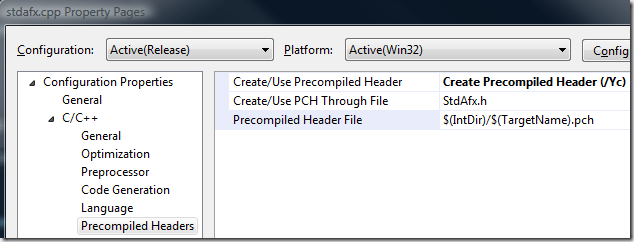 stdafx.cpp Property Pages
Configuration: Active(Release) Platform: Active(Win32) Config
Configuration Properties
General
C/C++
General
Optimization
Preprocessor
Code Generation
Language
Precompiled Headers
Create/Use Precompiled Header Create Precompiled Header (/Yc)
Create/Use PCH Through File StdAfx.h
Precompiled Header File $(IntDir)/$(TargetName).pch